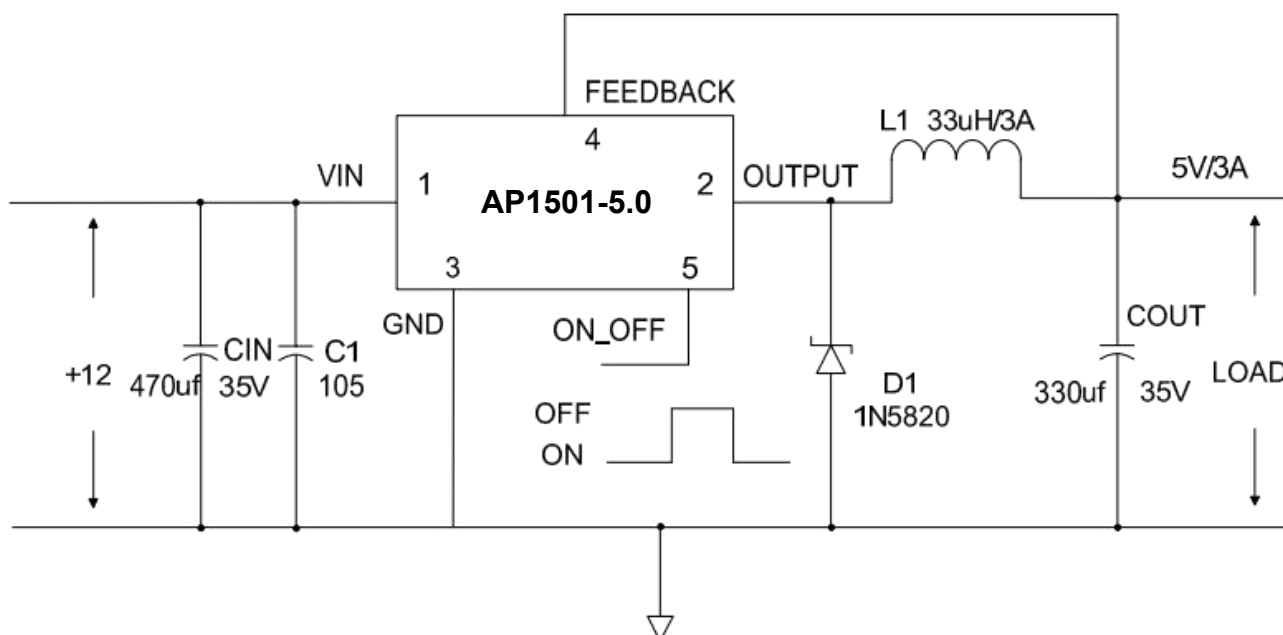 FEEDBACK
L1 33uH/3A
4
VIN
1
AP1501-5.0
2
OUTPUT
5V/3A
3
5
GND
ON_OFF
COUT
+12
CIN
C1
470uf
35V
105
D1
1N5820
330uf
35V
LOAD
OFF
ON